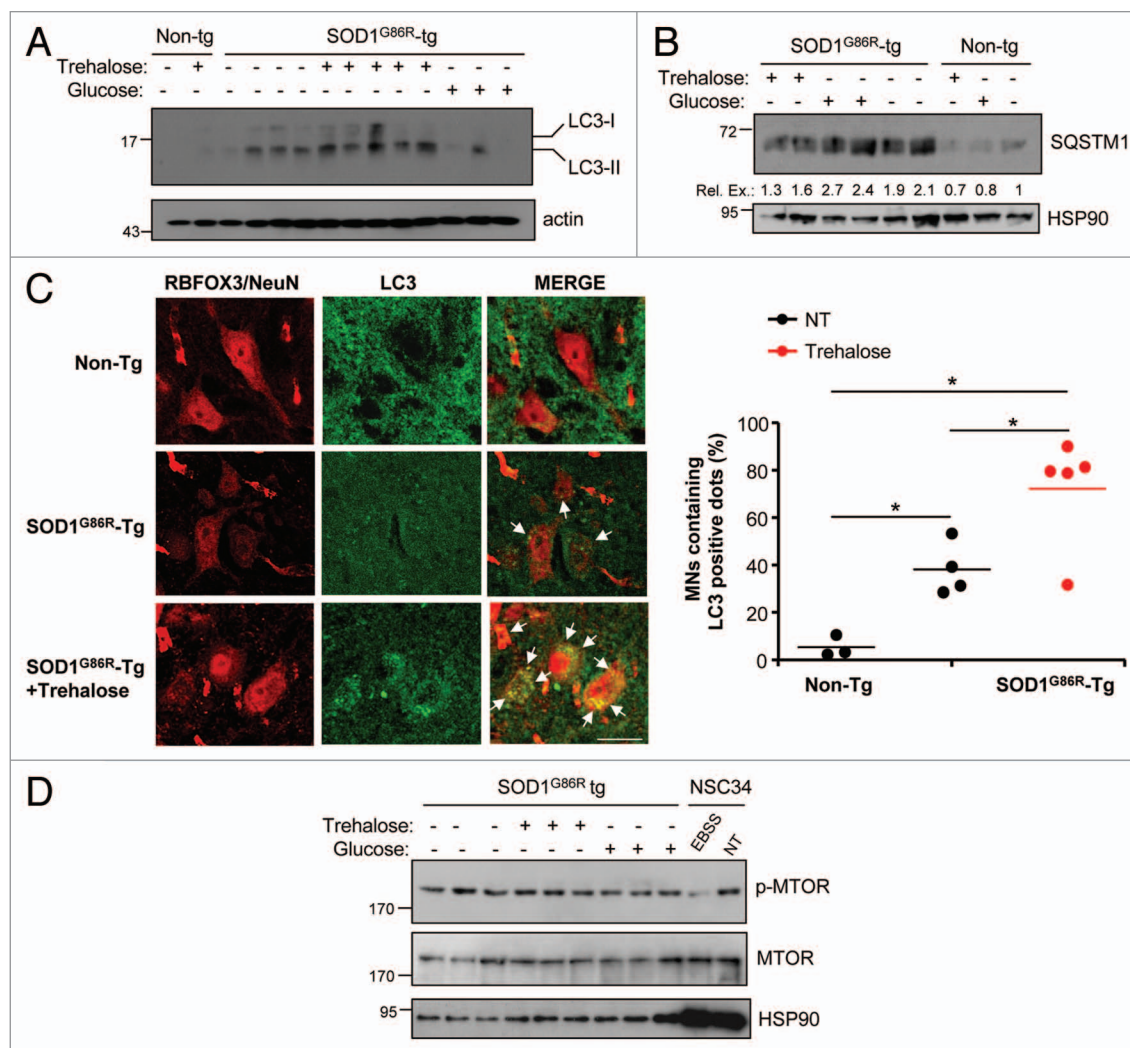 A
Non-tg SOD1G86R-tg
Trehalose: - + - - - - + + + + + - - -
Glucose: - - - - - - - - - - - + + +
17
LC3-I
LC3-II
actin
43
B
SOD1G86R-tg Non-tg
Trehalose: + + - - - - + - -
Glucose: - - + + - - - + -
72
SQSTM1
Rel. Ex.: 1.3 1.6 2.7 2.4 1.9 2.1 0.7 0.8 1
95
HSP90
C
RBFOX3/NeuN LC3 MERGE
Non-Tg
SOD1G86R-Tg
SOD1G86R-Tg
+Trehalose
NT
Trehalose
*
*
*
MNs containing
LC3 positive dots (%)
100
80
60
40
20
0
Non-Tg SOD1G86R-Tg
D
SOD1G86R tg NSC34
Trehalose: - - - + + + - - - EBSS NT
Glucose: - - - - - - + + +
p-MTOR
170
MTOR
170
95
HSP90